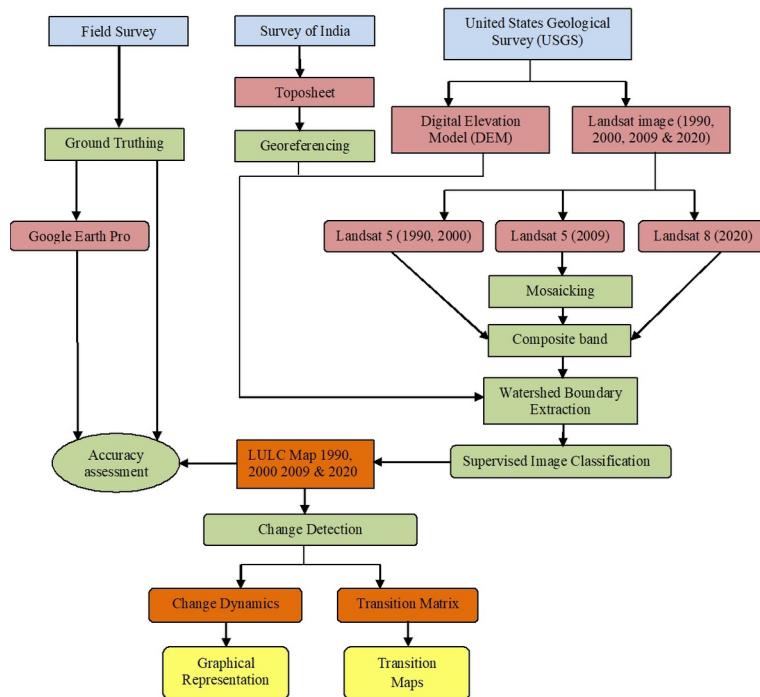 Field Survey
Survey of India
United States Geological
Survey (USGS)
Toposheet
Digital Elevation
Model (DEM)
Landsat image (1990,
2000, 2009 & 2020)
Ground Truthing
Georeferencing
Google Earth Pro
Landsat 5 (1990, 2000)
Landsat 5 (2009)
Landsat 8 (2020)
Mosaicking
Composite band
Watershed Boundary
Extraction
Accuracy
assessment
LULC Map 1990,
2000 2009 & 2020
Supervised Image Classification
Change Detection
Change Dynamics
Transition Matrix
Graphical
Representation
Transition
Maps